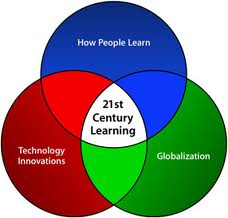 How People Learn
21st
Century
Learning
Technology
Innovations
Globalization